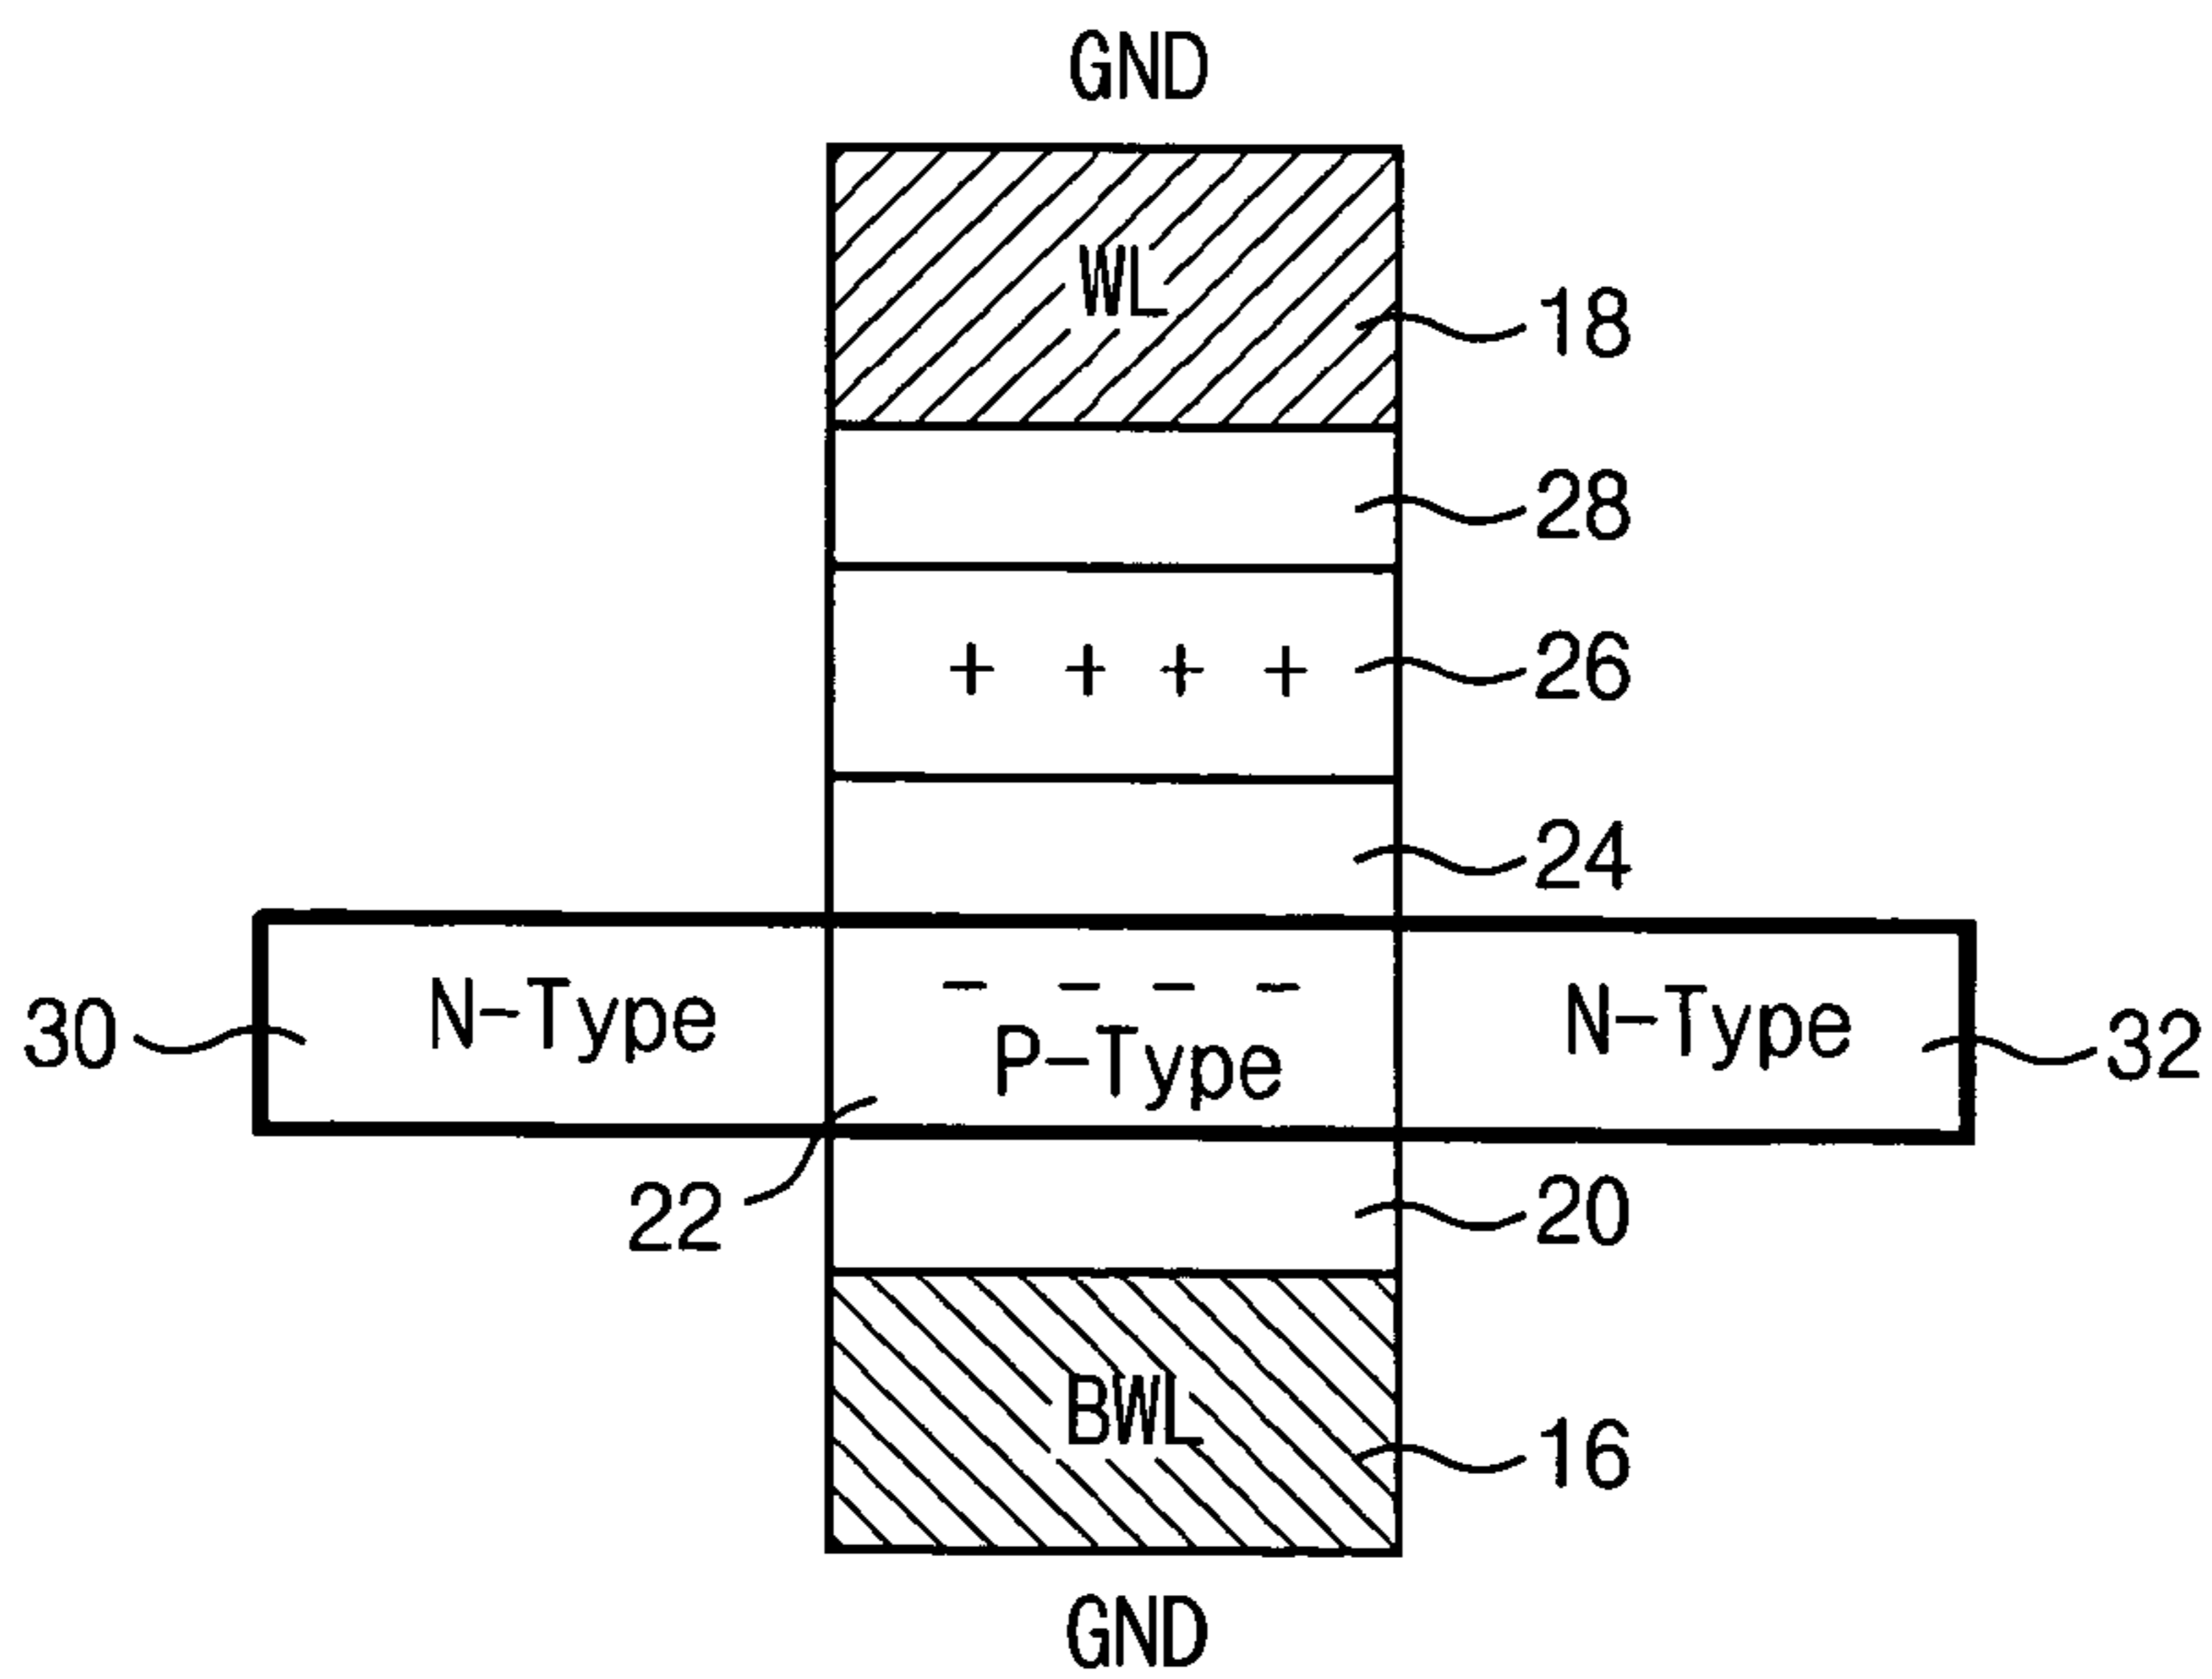 GND
WL
18
28
+ + + +
26
24
- - - -
N-Type
P-Type
N-Type
30
32
22
20
BWL
16
GND